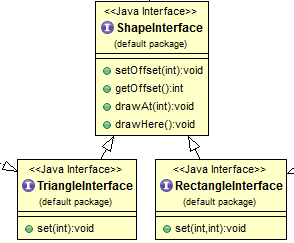 <<Java Interface>>
ShapeInterface
(default package)
setOffset(int):void
getOffset():int
drawAt(int):void
drawHere():void
<<Java Interface>>
TriangleInterface
(default package)
set(int):void
<<Java Interface>>
RectangleInterface
(default package)
set(int,int):void